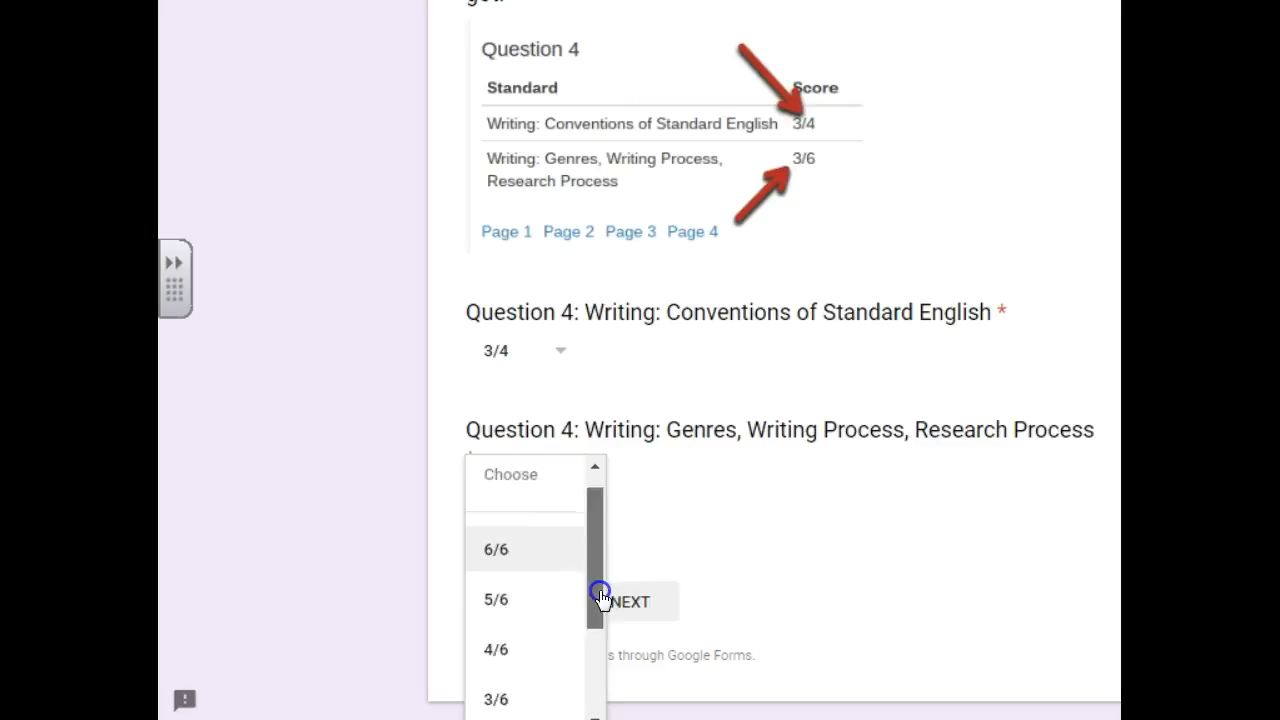 Question 4
Standard Score
Writing: Conventions of Standard English 3/4
Writing: Genres, Writing Process, 3/6
Research Process
Page 1 Page 2 Page 3 Page 4
Question 4: Writing: Conventions of Standard English *
3/4
Question 4: Writing: Genres, Writing Process, Research Process
Choose
6/6
5/6
NEXT
4/6
s through Google Forms.
3/6